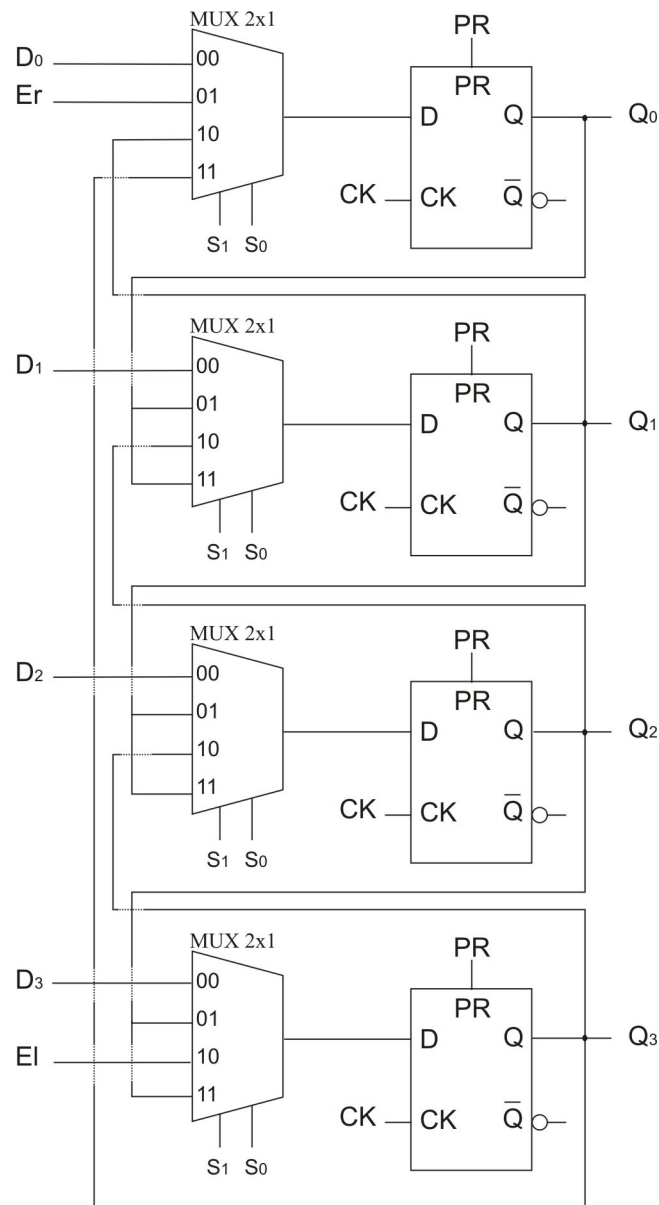 MUX 2x1
D0 00
Er 01
10
11
S1 S0
PR
PR
D Q
CK CK Q̅
Q0
MUX 2x1
D1 00
01
10
11
S1 S0
PR
PR
D Q
CK CK Q̅
Q1
MUX 2x1
D2 00
01
10
11
S1 S0
PR
PR
D Q
CK CK Q̅
Q2
MUX 2x1
D3 00
01
El 10
11
S1 S0
PR
PR
D Q
CK CK Q̅
Q3